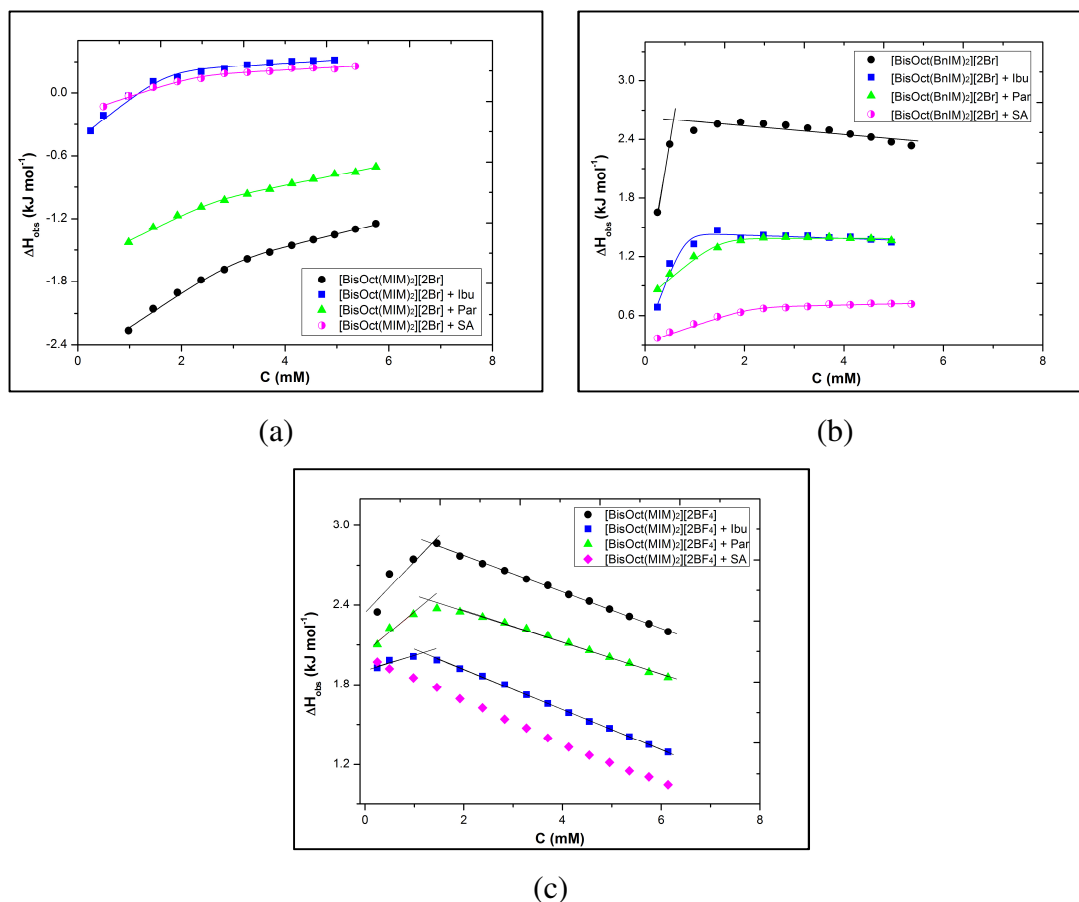 0.0
-0.6
-1.2
-1.8
-2.4
ΔH_obs (kJ mol⁻¹)
[BisOct(MIM)₂][2Br]
[BisOct(MIM)₂][2Br] + Ibu
[BisOct(MIM)₂][2Br] + Par
[BisOct(MIM)₂][2Br] + SA
0 2 4 6 8
C (mM)
(a)
3.0
2.4
1.8
1.2
0.6
ΔH_obs (kJ mol⁻¹)
[BisOct(BnIM)₂][2Br]
[BisOct(BnIM)₂][2Br] + Ibu
[BisOct(BnIM)₂][2Br] + Par
[BisOct(BnIM)₂][2Br] + SA
0 2 4 6 8
C (mM)
(b)
3.0
2.4
1.8
1.2
ΔH_obs (kJ mol⁻¹)
[BisOct(MIM)₂][2BF₄]
[BisOct(MIM)₂][2BF₄] + Ibu
[BisOct(MIM)₂][2BF₄] + Par
[BisOct(MIM)₂][2BF₄] + SA
0 2 4 6 8
C (mM)
(c)